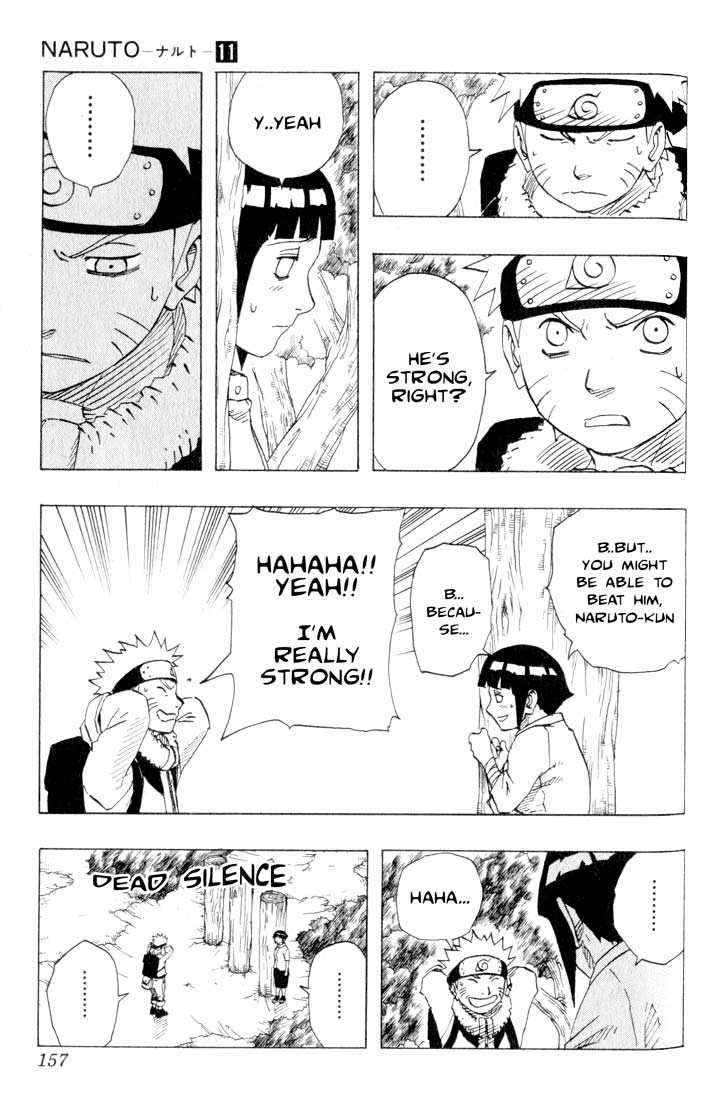 NARUTO—ナルト—11
.......
HE'S
STRONG,
RIGHT?
Y..YEAH
.......
B..BUT..
YOU MIGHT
BE ABLE TO
BEAT HIM,
NARUTO-KUN
B...
BECAU-
SE...
HAHAHA!!
YEAH!!
I'M
REALLY
STRONG!!
.....
HAHA...
DEAD SILENCE
......
......
157